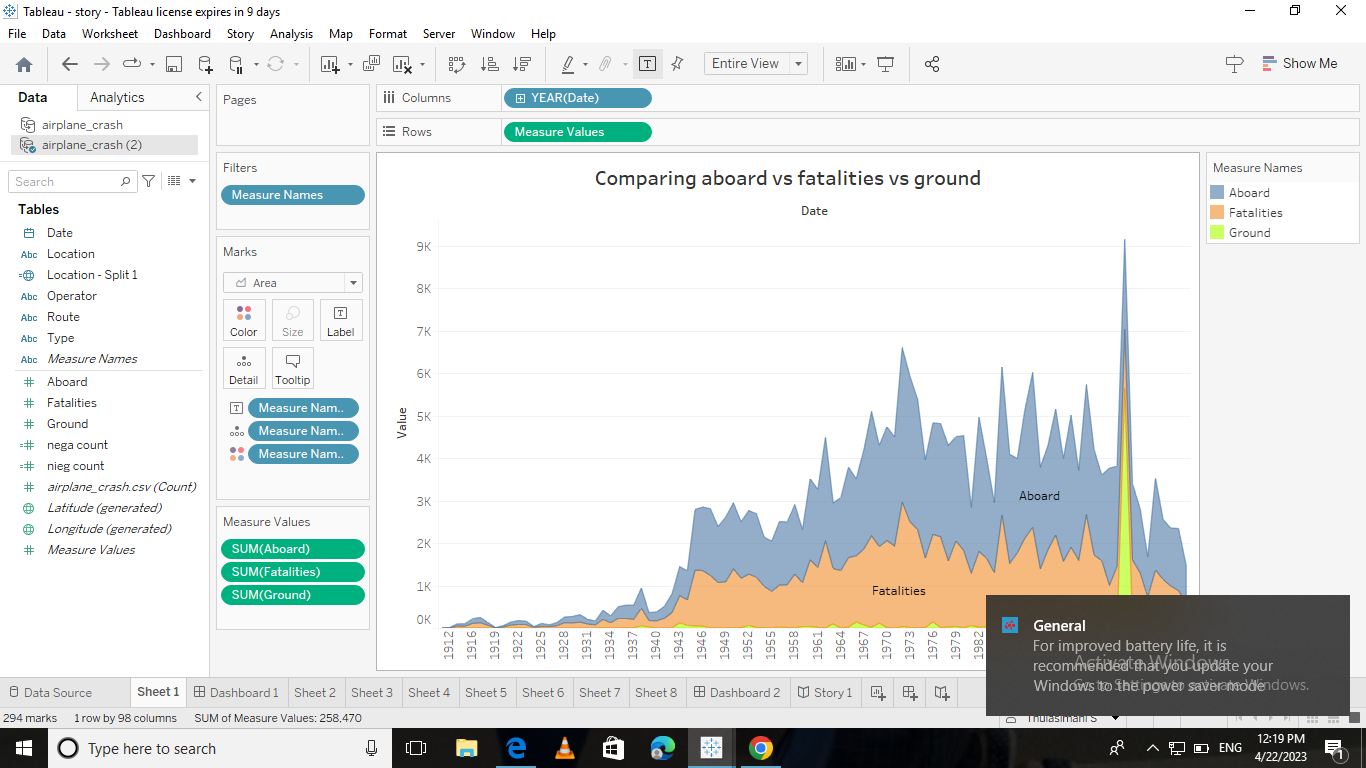 Tableau - story - Tableau license expires in 9 days
File Data Worksheet Dashboard Story Analysis Map Format Server Window Help
Entire View
Show Me
Data Analytics
airplane_crash
airplane_crash (2)
Search
Tables
Date
Abc Location
Location - Split 1
Abc Operator
Abc Route
Abc Type
Abc Measure Names
Aboard
Fatalities
Ground
nega count
nieg count
airplane_crash.csv (Count)
Latitude (generated)
Longitude (generated)
Measure Values
Pages
Filters
Measure Names
Marks
Area
Color Size Label
Detail Tooltip
Measure Nam..
Measure Nam..
Measure Nam..
Measure Values
SUM(Aboard)
SUM(Fatalities)
SUM(Ground)
Columns YEAR(Date)
Rows Measure Values
Comparing aboard vs fatalities vs ground
Date
Value
9K
8K
7K
6K
5K
4K
3K
2K
1K
0K
Aboard
Fatalities
1912 1916 1919 1922 1925 1928 1931 1934 1937 1940 1943 1946 1949 1952 1955 1958 1961 1964 1967 1970 1973 1976 1979 1982
Measure Names
Aboard
Fatalities
Ground
General
For improved battery life, it is
recommended that you update your
Windows to the power saver mode
Activate Windows
Go to Settings to activate Windows.
Data Source Sheet 1 Dashboard 1 Sheet 2 Sheet 3 Sheet 4 Sheet 5 Sheet 6 Sheet 7 Sheet 8 Dashboard 2 Story 1
294 marks 1 row by 98 columns SUM of Measure Values: 258,470
Thulasimani S
Type here to search
ENG
12:19 PM
4/22/2023
1